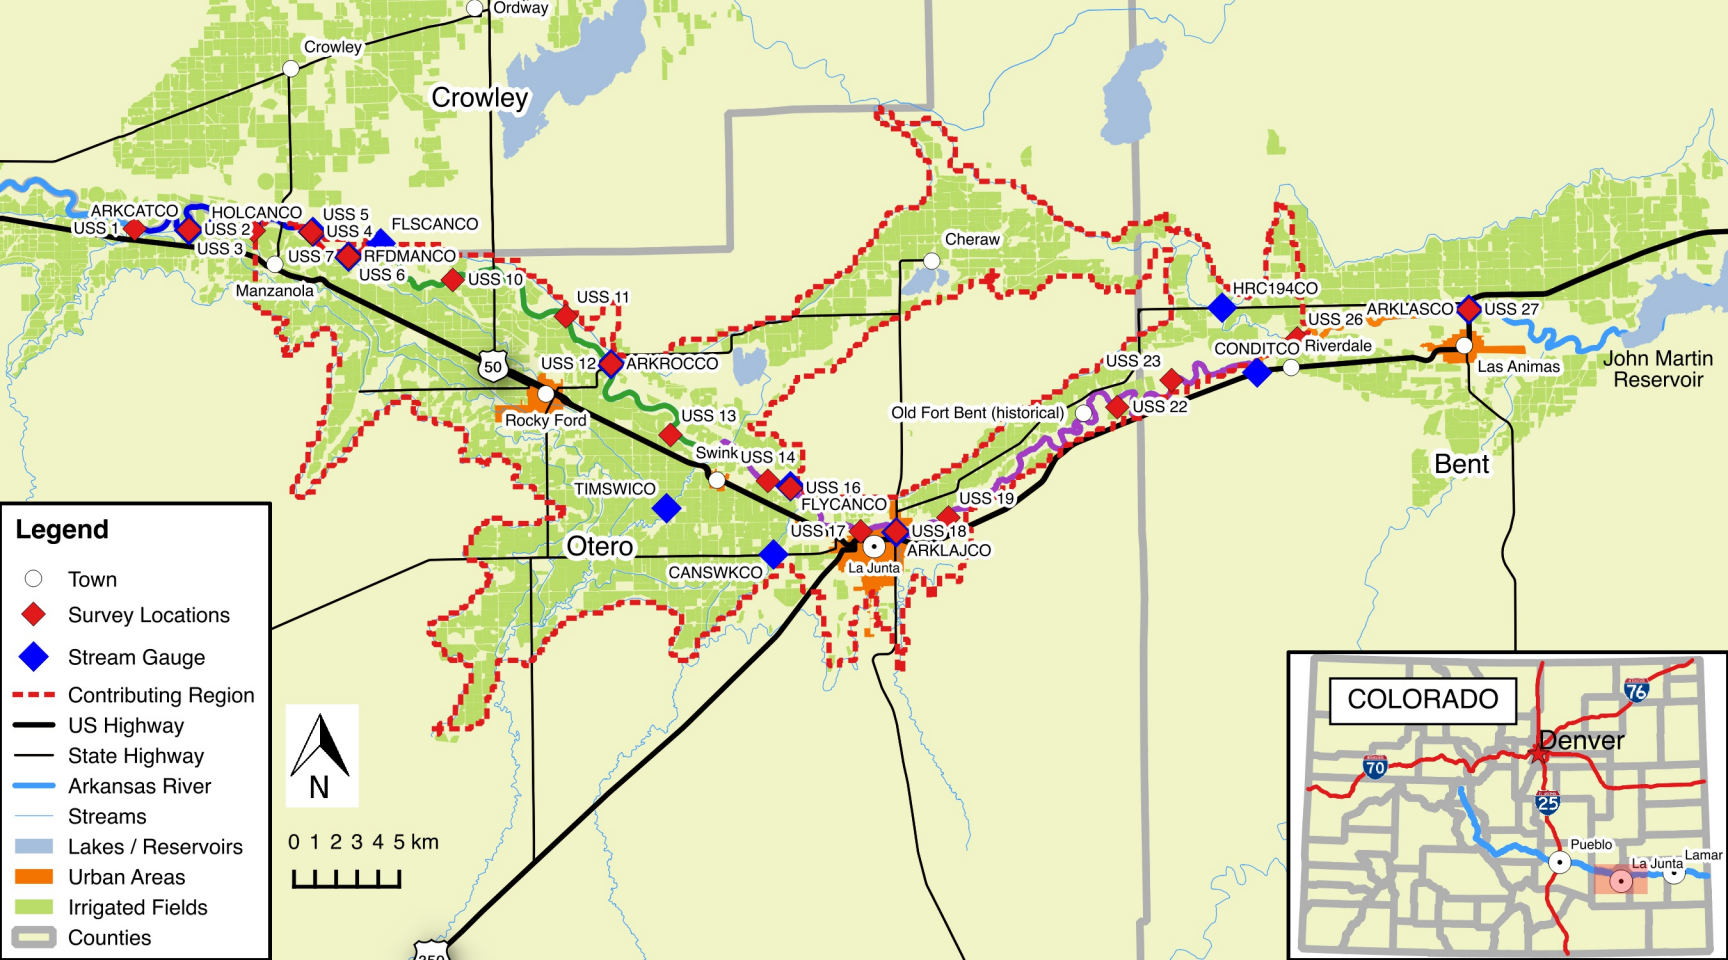 Ordway
Crowley
Crowley
ARKCATCO
HOLCANCO
USS 5
USS 1
USS 2
USS 4
FLSCANCO
USS 3
USS 7
RFDMANCO
USS 6
USS 10
Manzanola
Cheraw
USS 11
HRC194CO
ARKLASCO
USS 27
USS 26
50
USS 12
ARKROCCO
USS 23
CONDITCO
Riverdale
Las Animas
John Martin
Reservoir
Rocky Ford
USS 13
Old Fort Bent (historical)
USS 22
Swink
USS 14
Bent
TIMSWICO
USS 16
FLYCANCO
USS 19
USS 17
USS 18
Otero
ARKLAJCO
CANSWKCO
La Junta
350
Legend
Town
Survey Locations
Stream Gauge
Contributing Region
US Highway
State Highway
Arkansas River
Streams
Lakes / Reservoirs
Urban Areas
Irrigated Fields
Counties
N
0 1 2 3 4 5 km
COLORADO
76
Denver
70
25
Pueblo
La Junta
Lamar